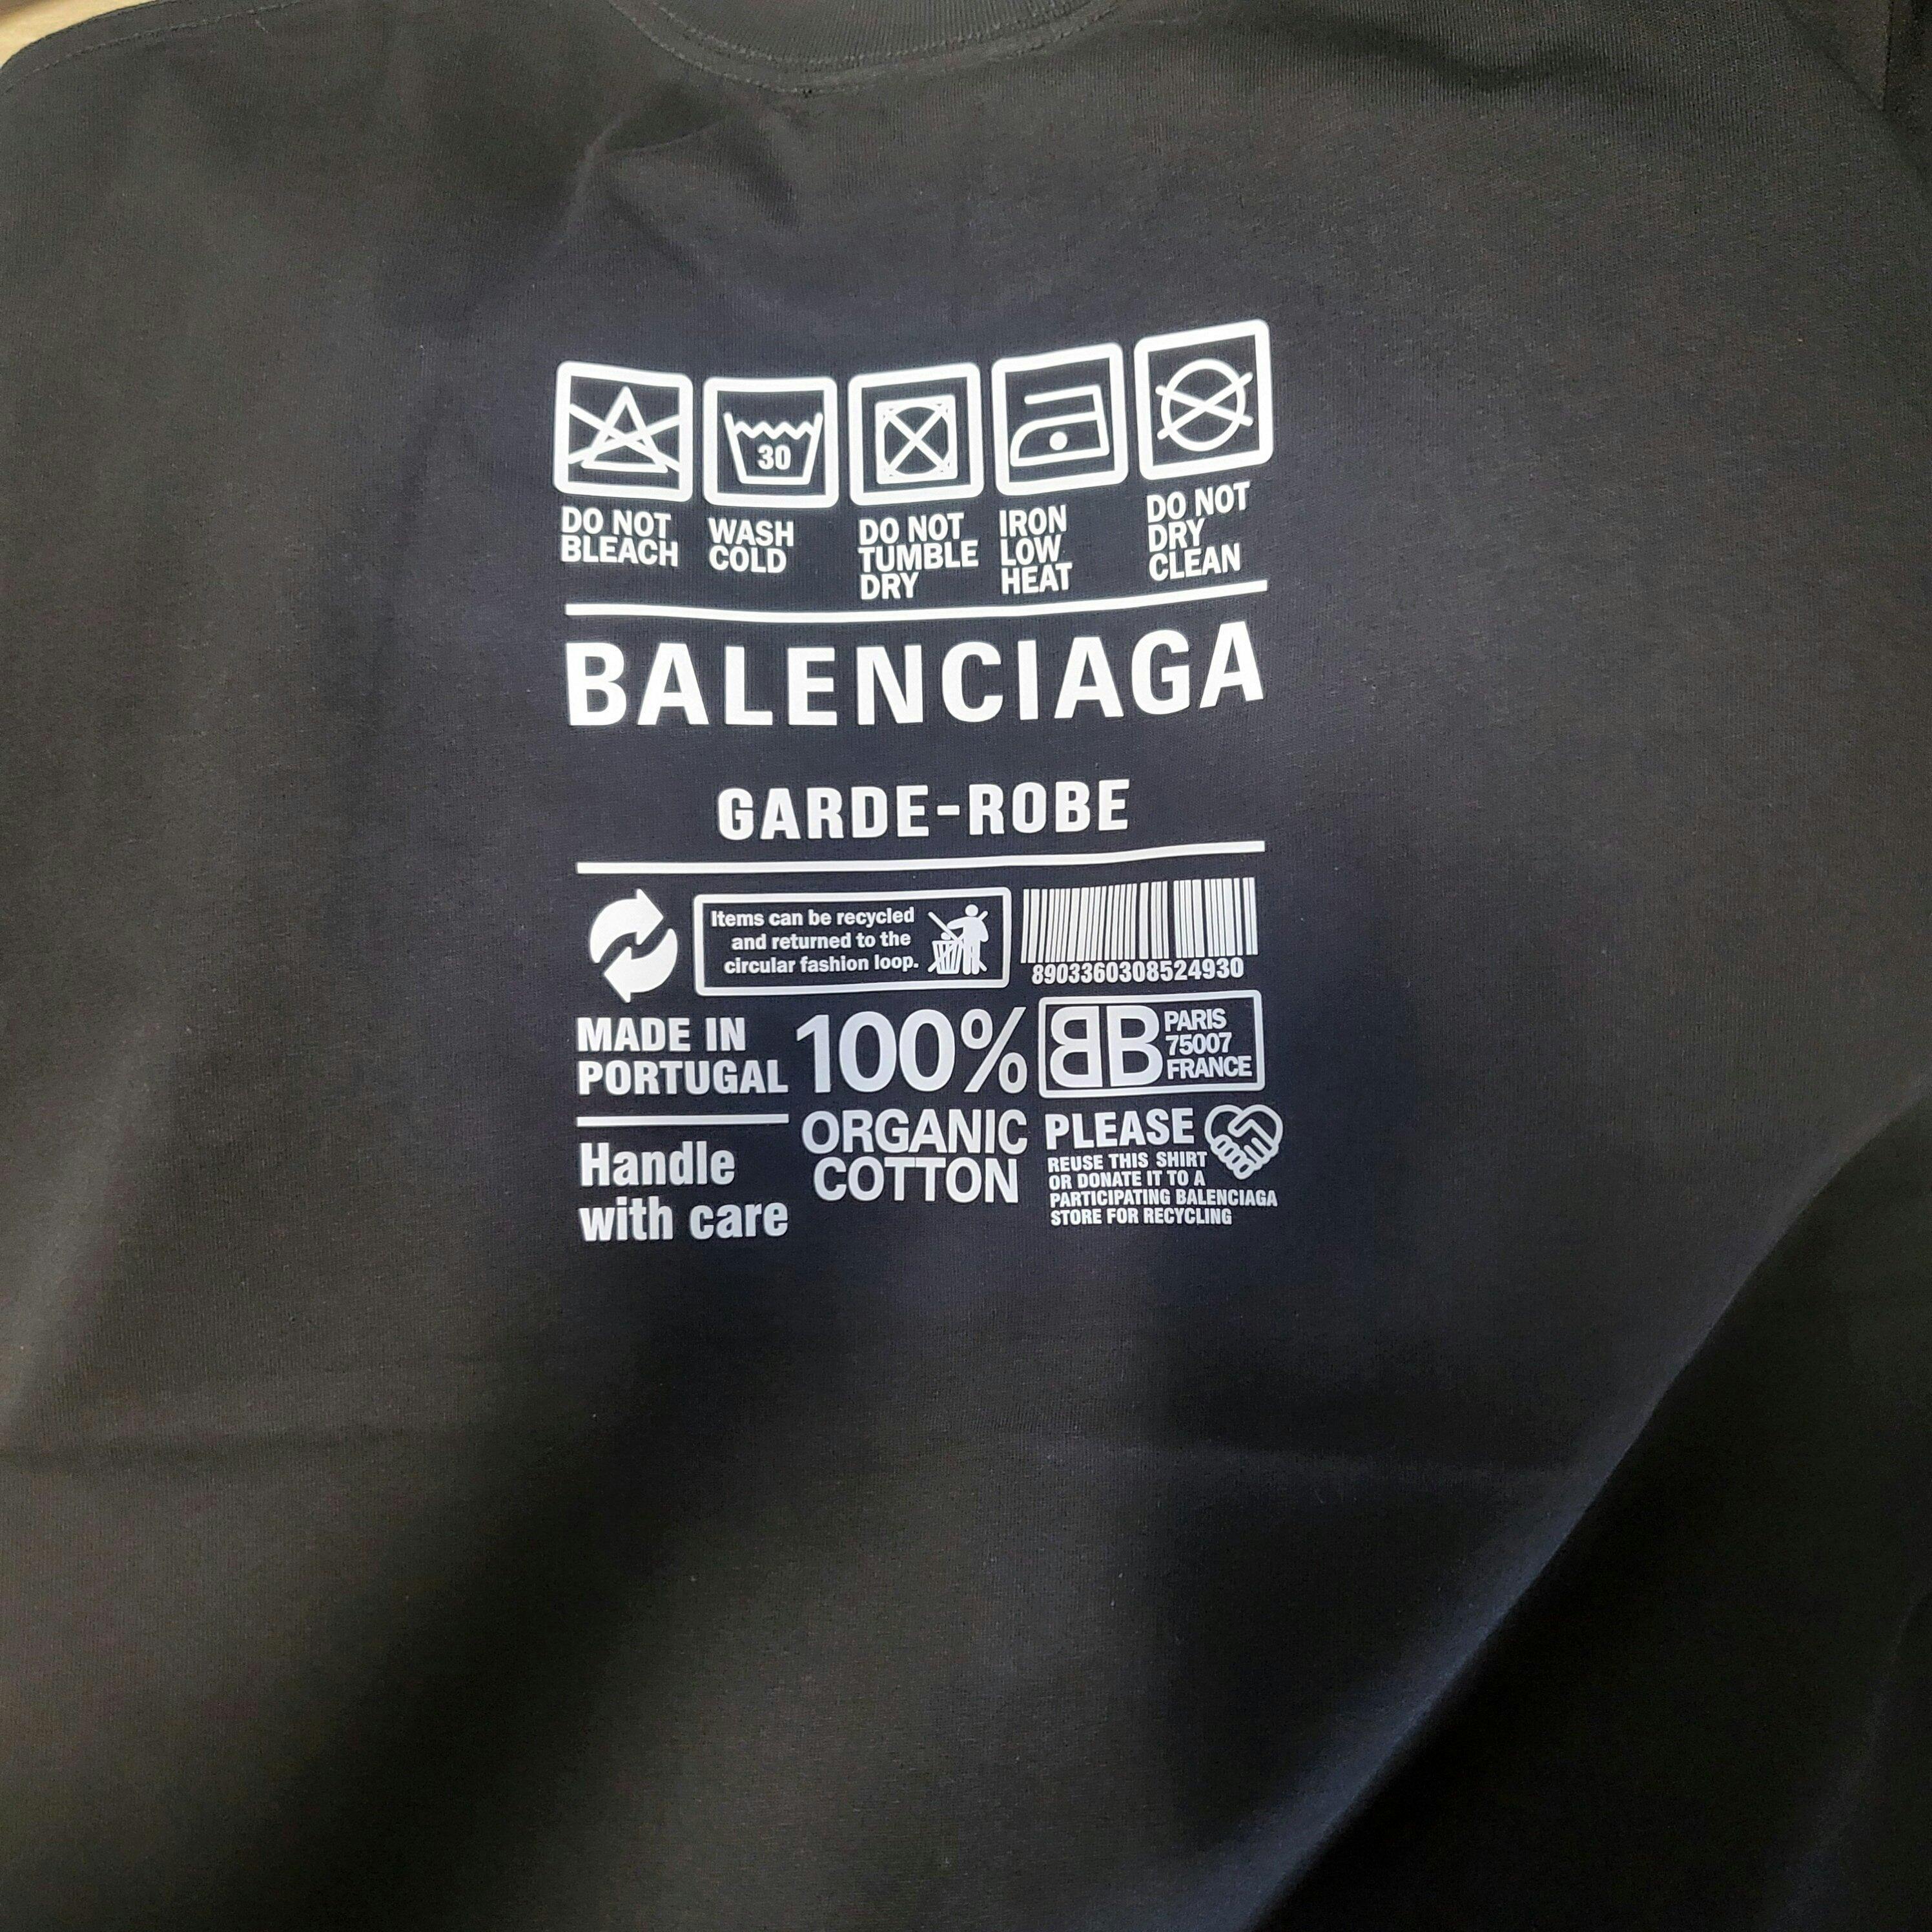 30
DO NOT
BLEACH
WASH
COLD
DO NOT
TUMBLE
DRY
IRON
LOW
HEAT
DO NOT
DRY
CLEAN
BALENCIAGA
GARDE-ROBE
Items can be recycled
and returned to the
circular fashion loop.
8903360308524930
MADE IN
PORTUGAL
100%
ORGANIC
COTTON
BB
PARIS
75007
FRANCE
Handle
with care
PLEASE
REUSE THIS SHIRT
OR DONATE IT TO A
PARTICIPATING BALENCIAGA
STORE FOR RECYCLING